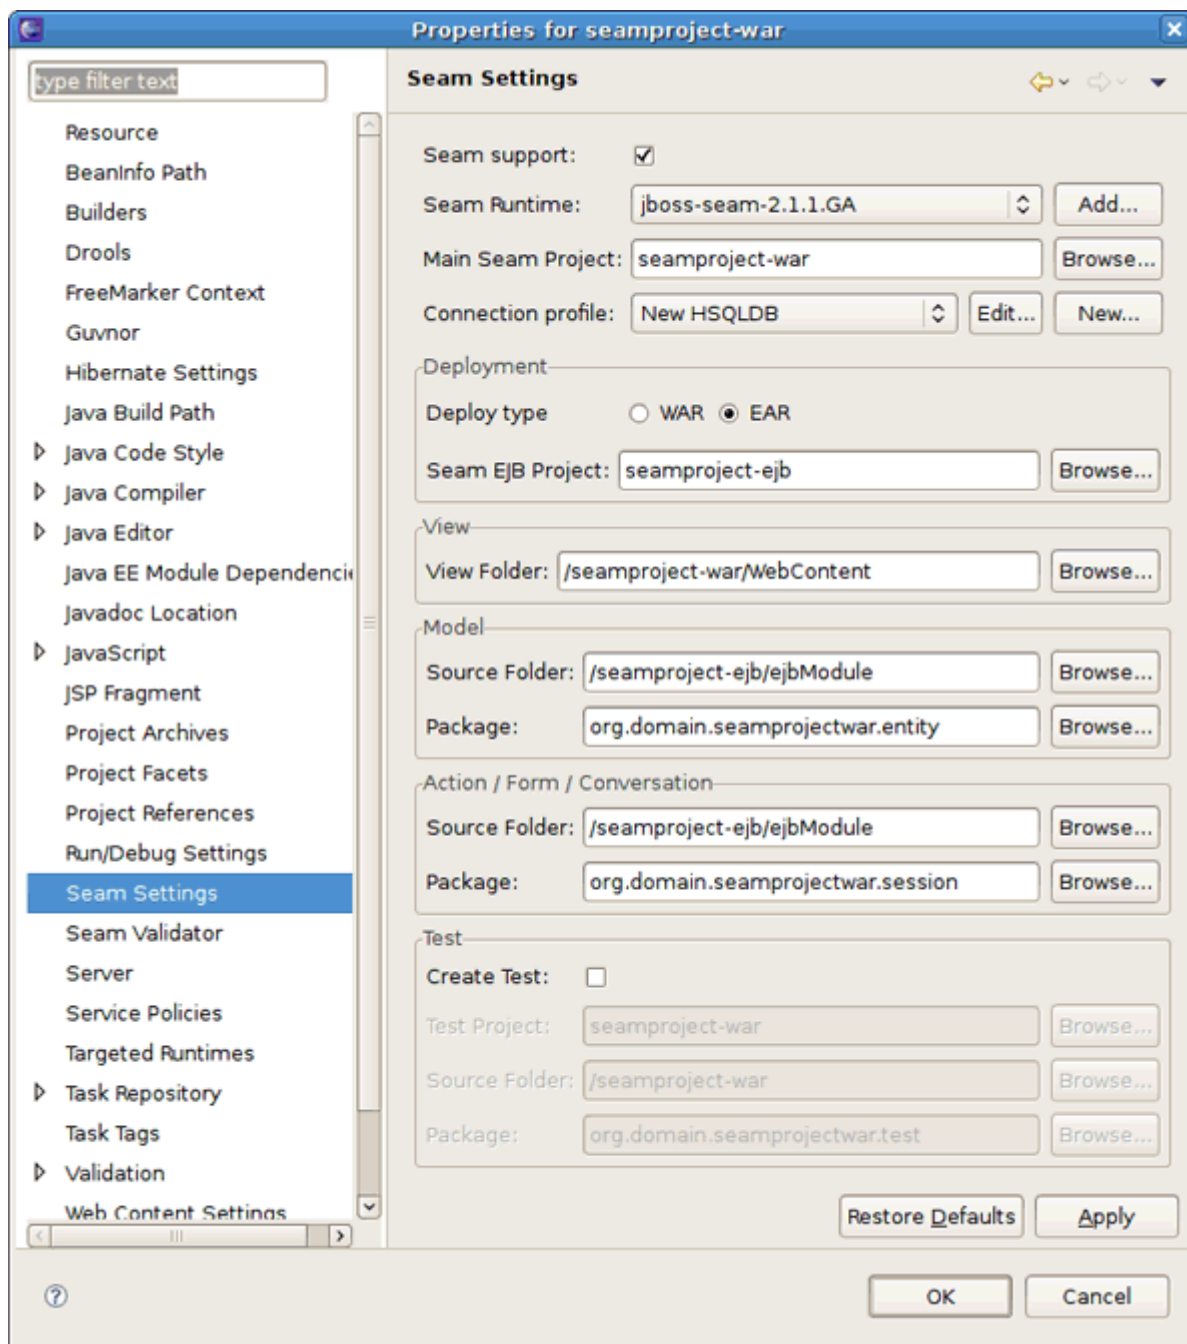 Properties for seamproject-war
type filter text
Resource
BeanInfo Path
Builders
Drools
FreeMarker Context
Guvnor
Hibernate Settings
Java Build Path
Java Code Style
Java Compiler
Java Editor
Java EE Module Dependencie
Javadoc Location
JavaScript
JSP Fragment
Project Archives
Project Facets
Project References
Run/Debug Settings
Seam Settings
Seam Validator
Server
Service Policies
Targeted Runtimes
Task Repository
Task Tags
Validation
Web Content Settings
Seam Settings
Seam support:
Seam Runtime: jboss-seam-2.1.1.GA Add...
Main Seam Project: seamproject-war Browse...
Connection profile: New HSQLDB Edit... New...
Deployment
Deploy type WAR EAR
Seam EJB Project: seamproject-ejb Browse...
View
View Folder: /seamproject-war/WebContent Browse...
Model
Source Folder: /seamproject-ejb/ejbModule Browse...
Package: org.domain.seamprojectwar.entity Browse...
Action / Form / Conversation
Source Folder: /seamproject-ejb/ejbModule Browse...
Package: org.domain.seamprojectwar.session Browse...
Test
Create Test:
Test Project: seamproject-war Browse...
Source Folder: /seamproject-war Browse...
Package: org.domain.seamprojectwar.test Browse...
Restore Defaults Apply
? OK Cancel